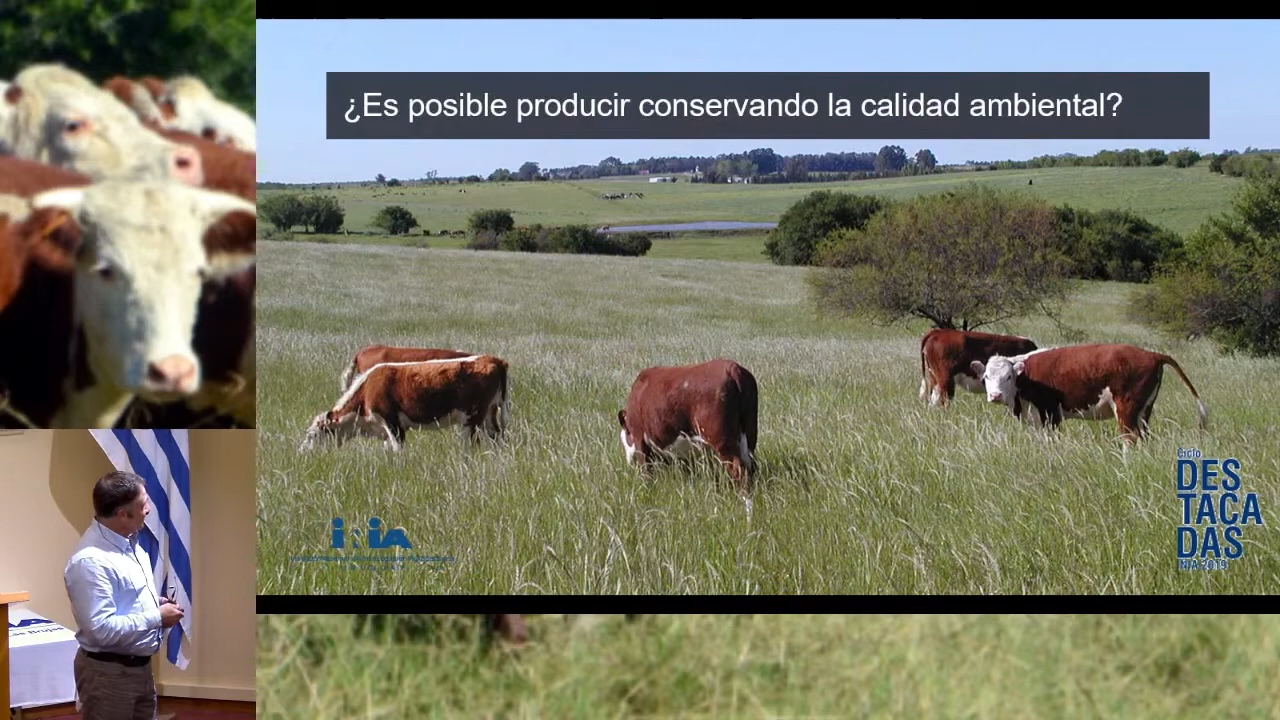 ¿Es posible producir conservando la calidad ambiental?
Ciclo
DES
TACA
DAS
INIA 2019
INIA